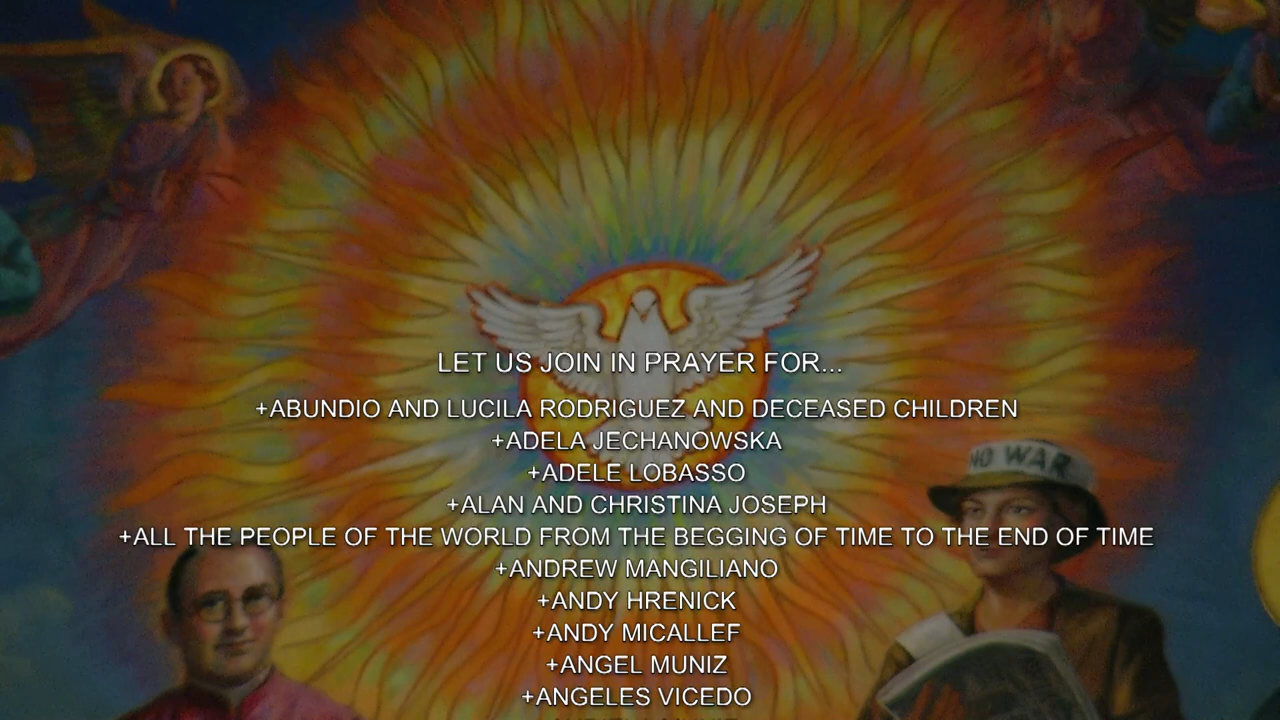 LET US JOIN IN PRAYER FOR...
+ABUNDIO AND LUCILA RODRIGUEZ AND DECEASED CHILDREN
+ADELA JECHANOWSKA
+ADELE LOBASSO
+ALAN AND CHRISTINA JOSEPH
NO WAR
+ALL THE PEOPLE OF THE WORLD FROM THE BEGGING OF TIME TO THE END OF TIME
+ANDREW MANGILIANO
+ANDY HRENICK
+ANDY MICALLEF
+ANGEL MUNIZ
+ANGELES VICEDO